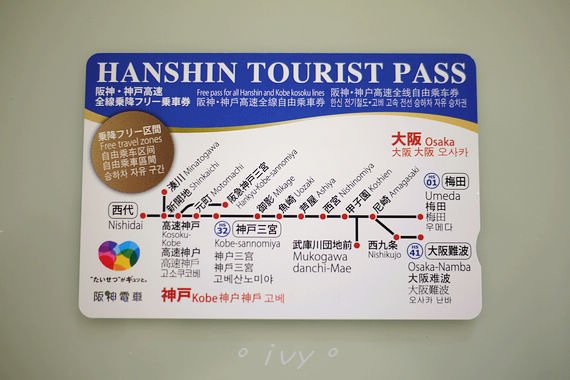 HANSHIN TOURIST PASS
阪神・神戸高速
全線乗降フリー乗車券
Free pass for all Hanshin and Kobe kosoku lines
阪神・神戶高速全線自由乘車券
阪神・神户高速全线自由乘车券
한신 전기철도・고베 고속 전선 승하차 자유 승차권
乗降フリー区間
Free travel zones
自由乘车区间
自由乘車區間
승하차 자유 구간
大阪 Osaka
大阪 大阪 오사카
湊川 Minatogawa
新開地 Shinkaichi
元町 Motomachi
阪急神戸三宮
Hankyu-Kobe-sannomiya
御影 Mikage
魚崎 Uozaki
芦屋 Ashiya
西宮 Nishinomiya
甲子園 Koshien
尼崎 Amagasaki
西代
Nishidai
高速神戸
Kosoku-
Kobe
高速神户
高速神戶
고소쿠고베
HS
32
神戸三宮
Kobe-sannomiya
神户三宫
神戶三宮
고베산노미야
武庫川団地前
Mukogawa
danchi-Mae
西九条
Nishikujo
HS
01
梅田
Umeda
梅田
梅田
우메다
HS
41
大阪難波
Osaka-Namba
大阪难波
大阪難波
오사카 난바
"たいせつ"がギュッと。
阪神電車
神戸 Kobe 神户 神戶 고베
ivy